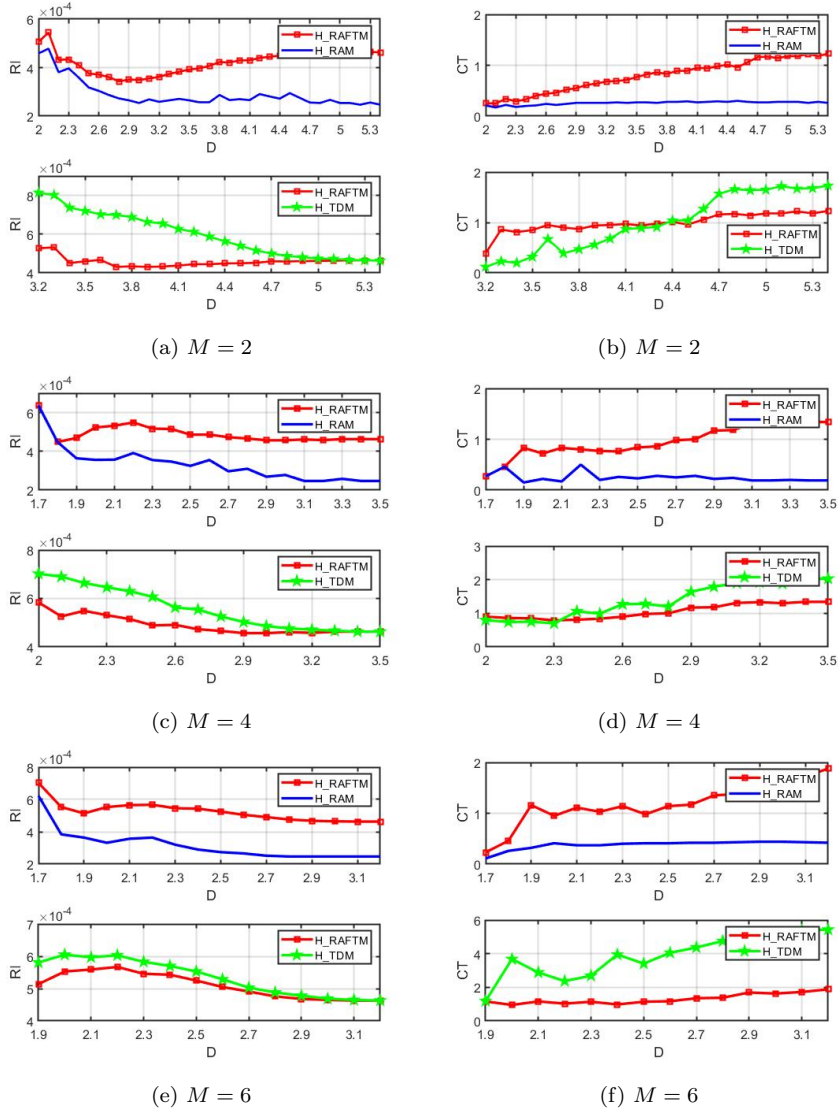 ×10⁻⁴
6
4
2
RI
H_RAFTM
H_RAM
2 2.3 2.6 2.9 3.2 3.5 3.8 4.1 4.4 4.7 5 5.3
D
×10⁻⁴
8
6
4
RI
H_RAFTM
H_TDM
3.2 3.5 3.8 4.1 4.4 4.7 5 5.3
D
(a) M = 2
2
1
0
CT
H_RAFTM
H_RAM
2 2.3 2.6 2.9 3.2 3.5 3.8 4.1 4.4 4.7 5 5.3
D
2
1
0
CT
H_RAFTM
H_TDM
3.2 3.5 3.8 4.1 4.4 4.7 5 5.3
D
(b) M = 2
×10⁻⁴
6
4
2
RI
H_RAFTM
H_RAM
1.7 1.9 2.1 2.3 2.5 2.7 2.9 3.1 3.3 3.5
D
×10⁻⁴
8
6
4
RI
H_RAFTM
H_TDM
2 2.3 2.6 2.9 3.2 3.5
D
(c) M = 4
2
1
0
CT
H_RAFTM
H_RAM
1.7 1.9 2.1 2.3 2.5 2.7 2.9 3.1 3.3 3.5
D
3
2
1
0
CT
H_RAFTM
H_TDM
2 2.3 2.6 2.9 3.2 3.5
D
(d) M = 4
×10⁻⁴
8
6
4
2
RI
H_RAFTM
H_RAM
1.7 1.9 2.1 2.3 2.5 2.7 2.9 3.1
D
×10⁻⁴
7
6
5
4
RI
H_RAFTM
H_TDM
1.9 2.1 2.3 2.5 2.7 2.9 3.1
D
(e) M = 6
2
1
0
CT
H_RAFTM
H_RAM
1.7 1.9 2.1 2.3 2.5 2.7 2.9 3.1
D
6
4
2
0
CT
H_RAFTM
H_TDM
1.9 2.1 2.3 2.5 2.7 2.9 3.1
D
(f) M = 6